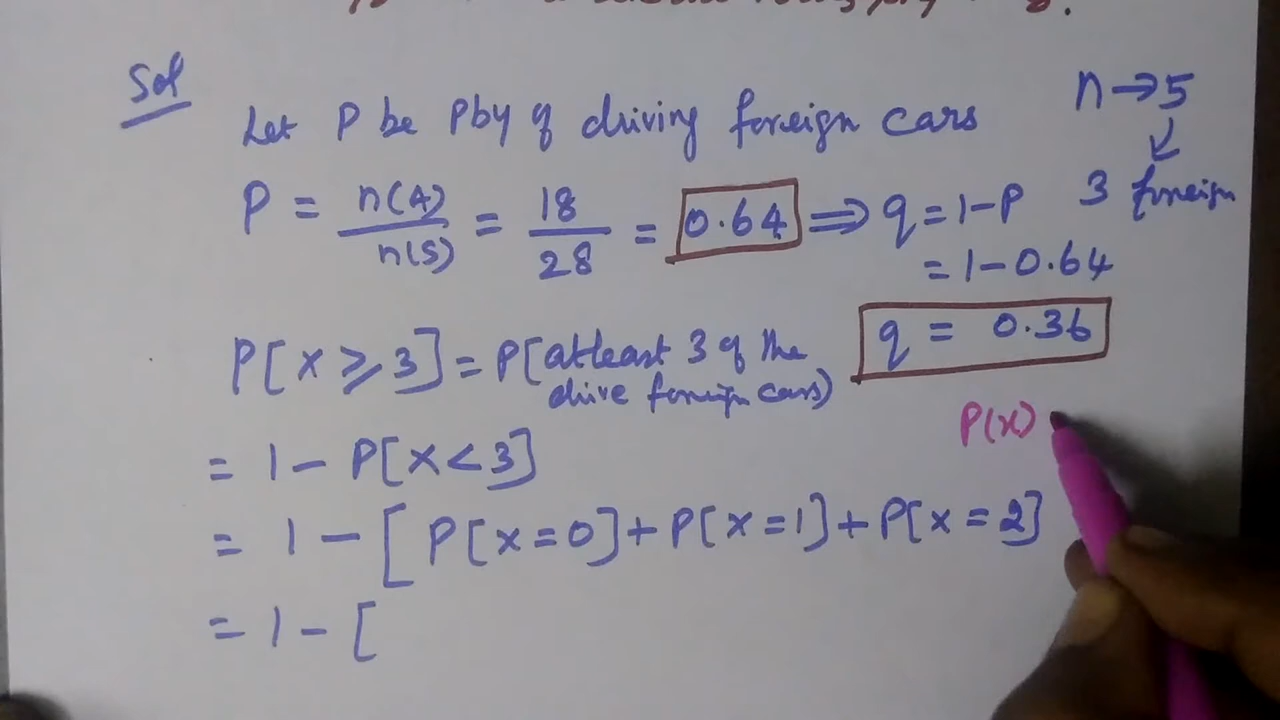 Sol
n → 5
Let P be Pby of driving foreign cars
3 foreign
P = n(A)/n(S) = 18/28 = 0.64 ⟹ q = 1-P
= 1-0.64
q = 0.36
P[x ≥ 3] = P[atleast 3 of the
drive foreign cars)
P(x)
= 1 - P[x < 3]
= 1 - [P[x=0] + P[x=1] + P[x=2]
= 1 - [